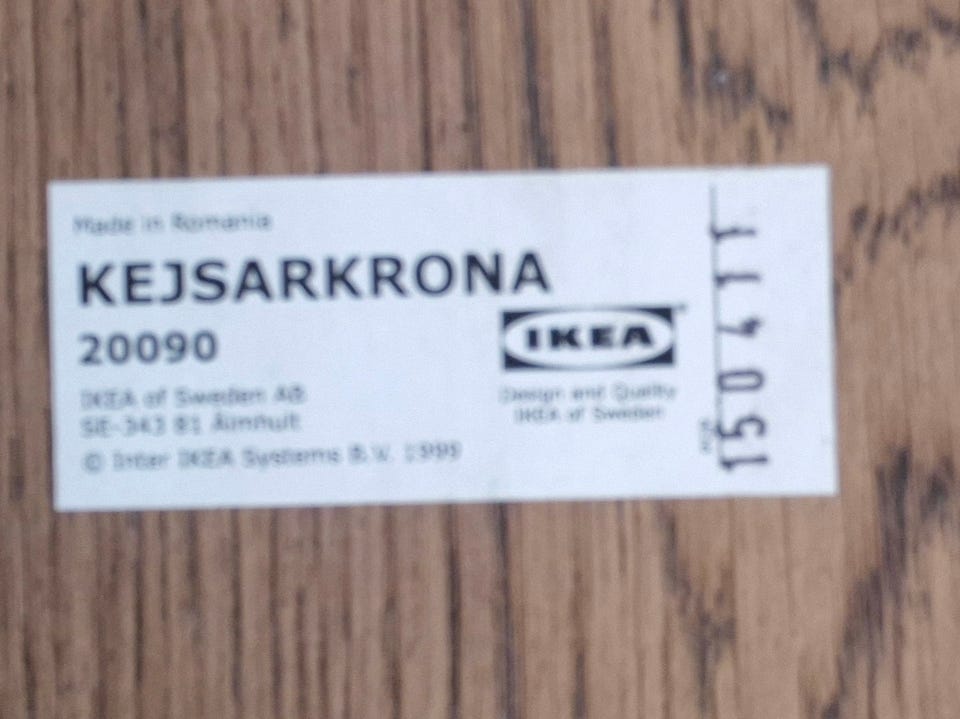 Made in Romania
KEJSARKRONA
20090
IKEA of Sweden AB
SE-343 81 Älmhult
© Inter IKEA Systems B.V. 1999
IKEA
Design and Quality
IKEA of Sweden
150411